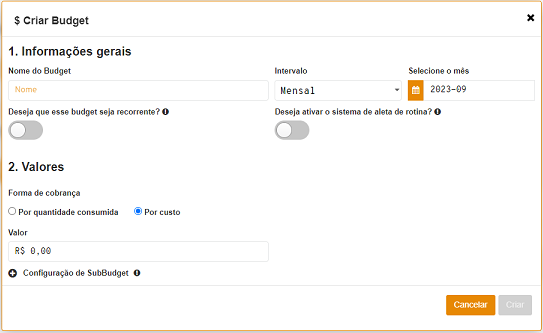 $ Criar Budget
1. Informações gerais
Nome do Budget Intervalo Selecione o mês
Nome Mensal 2023-09
Deseja que esse budget seja recorrente? Deseja ativar o sistema de aleta de rotina?
2. Valores
Forma de cobrança
Por quantidade consumida Por custo
Valor
R$ 0,00
Configuração de SubBudget
Cancelar Criar